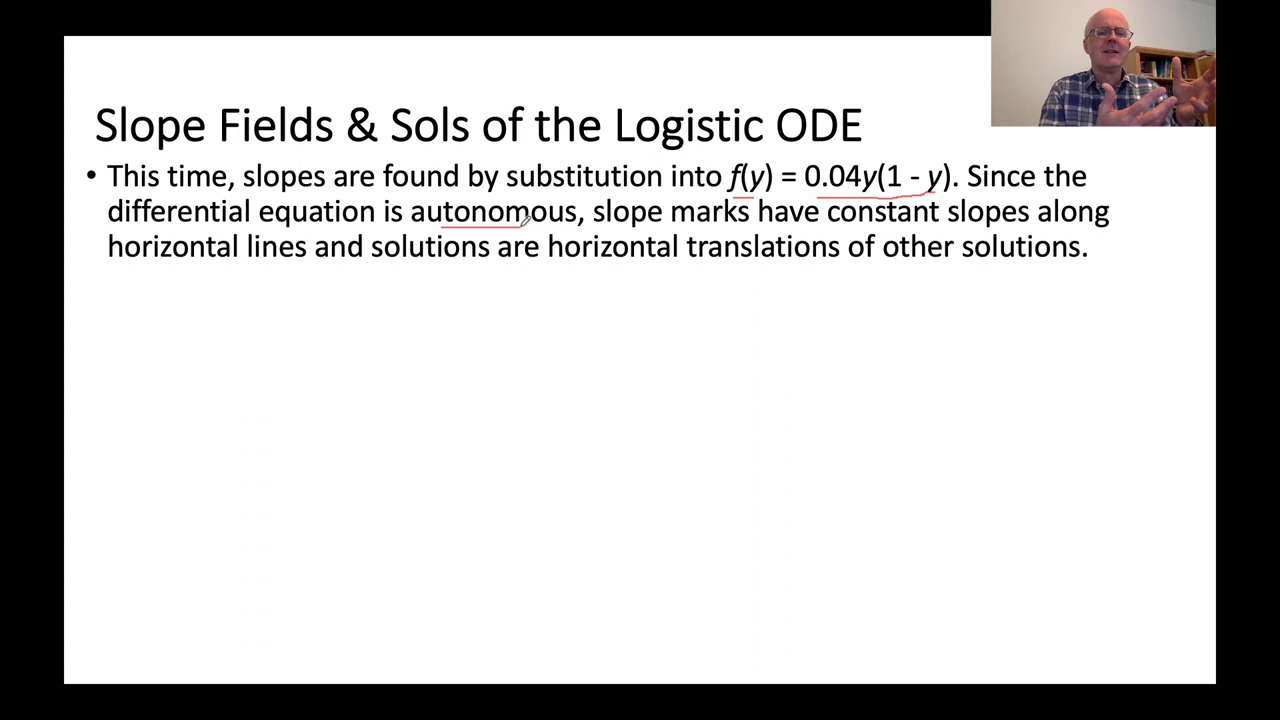 Slope Fields & Sols of the Logistic ODE
• This time, slopes are found by substitution into f(y) = 0.04y(1 - y). Since the
differential equation is autonomous, slope marks have constant slopes along
horizontal lines and solutions are horizontal translations of other solutions.